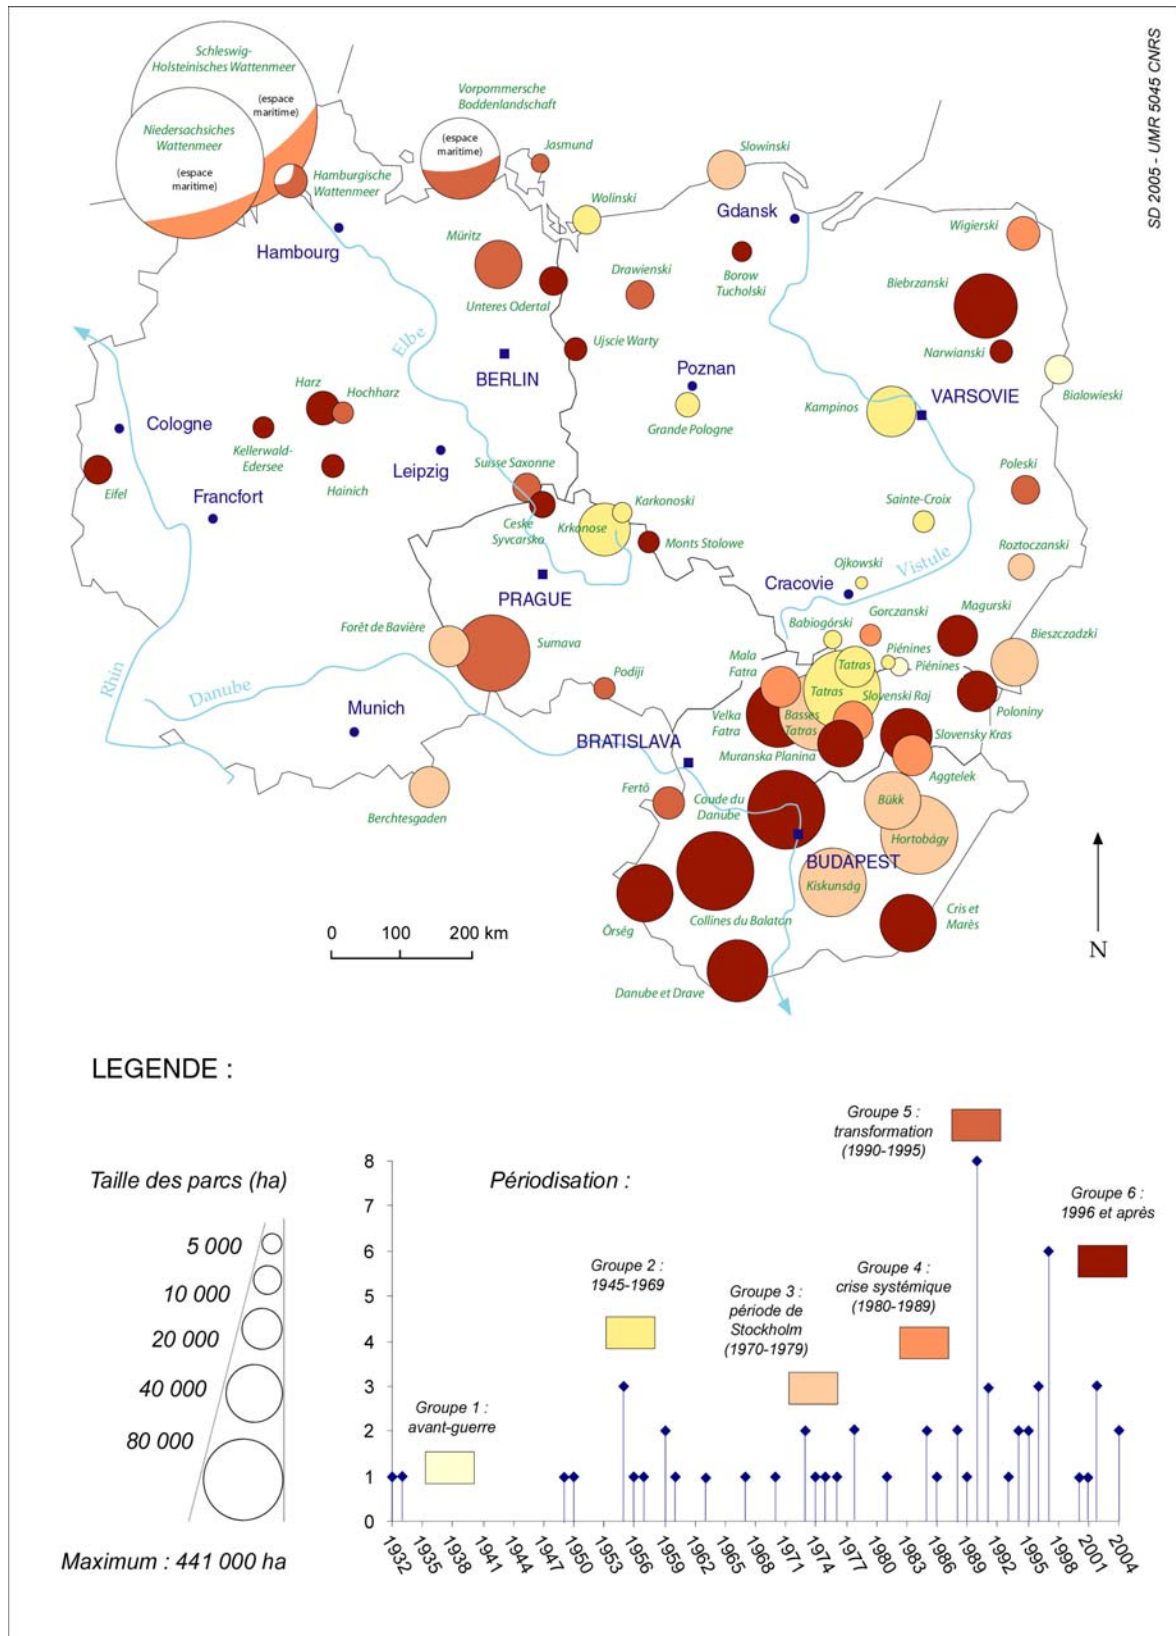 SD 2005 - UMR 5045 CNRS
Schleswig-
Holsteinisches Wattenmeer
(espace
maritime)
Niedersachsiches
Wattenmeer
(espace
maritime)
Hamburgische
Wattenmeer
Vorpommersche
Boddenlandschaft
(espace
maritime)
Jasmund
Slowinski
Wolinski
Gdansk
Wigierski
Hambourg
Müritz
Unteres Odertal
Drawienski
Borow
Tucholski
Biebrzanski
Narwianski
Elbe
Ujscie Warty
BERLIN
Poznan
Grande Pologne
Kampinos
VARSOVIE
Bialowieski
Harz
Hochharz
Cologne
Kellerwald-
Edersee
Hainich
Leipzig
Eifel
Francfort
Suisse Saxonne
Ceske
Syvcarsko
Krkonose
Karkonoski
Monts Stolowe
Sainte-Croix
Poleski
Vistule
Roztoczanski
Ojkowski
Cracovie
PRAGUE
Gorczanski
Magurski
Babiogórski
Bieszczadzki
Forêt de Bavière
Sumava
Podiji
Mala
Fatra
Tatras
Piénines
Piénines
Tatras
Slovenski Raj
Poloniny
Rhin
Danube
Munich
Velka
Fatra
Basses
Tatras
BRATISLAVA
Muranska Planina
Slovensky Kras
Aggtelek
Berchtesgaden
Fertö
Coude du
Danube
Bükk
Hortobágy
BUDAPEST
Kiskunság
Örség
Collines du Balaton
Cris et
Marès
Danube et Drave
0 100 200 km
N
LEGENDE :
Taille des parcs (ha)
5 000
10 000
20 000
40 000
80 000
Maximum : 441 000 ha
Périodisation :
Groupe 1 :
avant-guerre
Groupe 2 :
1945-1969
Groupe 3 :
période de
Stockholm
(1970-1979)
Groupe 4 :
crise systémique
(1980-1989)
Groupe 5 :
transformation
(1990-1995)
Groupe 6 :
1996 et après
8
7
6
5
4
3
2
1
0
1932 1935 1938 1941 1944 1947 1950 1953 1956 1959 1962 1965 1968 1971 1974 1977 1980 1983 1986 1989 1992 1995 1998 2001 2004